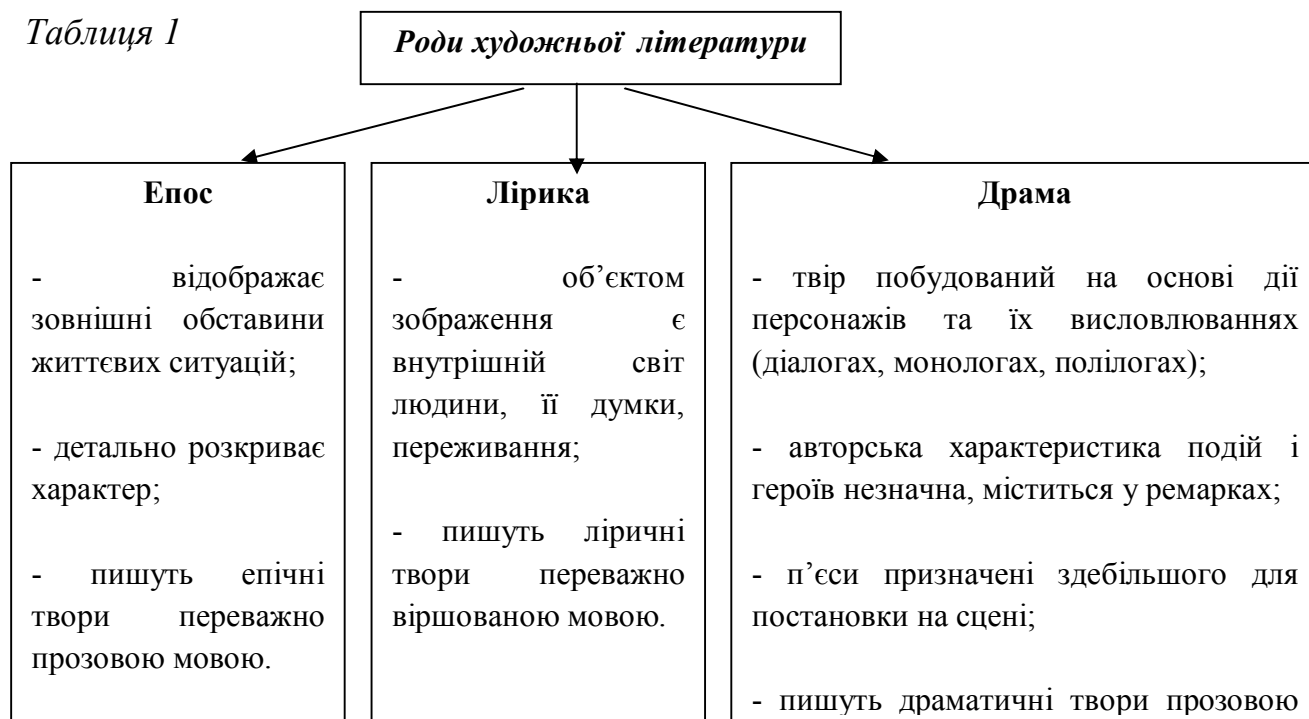 Таблиця 1
Роди художньої літератури
Епос
- відображає
зовнішні обставини
життєвих ситуацій;
- детально розкриває
характер;
- пишуть епічні
твори переважно
прозовою мовою.
Лірика
- об’єктом
зображення є
внутрішній світ
людини, її думки,
переживання;
- пишуть ліричні
твори переважно
віршованою мовою.
Драма
- твір побудований на основі дії
персонажів та їх висловлюваннях
(діалогах, монологах, полілогах);
- авторська характеристика подій і
героїв незначна, міститься у ремарках;
- п’єси призначені здебільшого для
постановки на сцені;
- пишуть драматичні твори прозовою